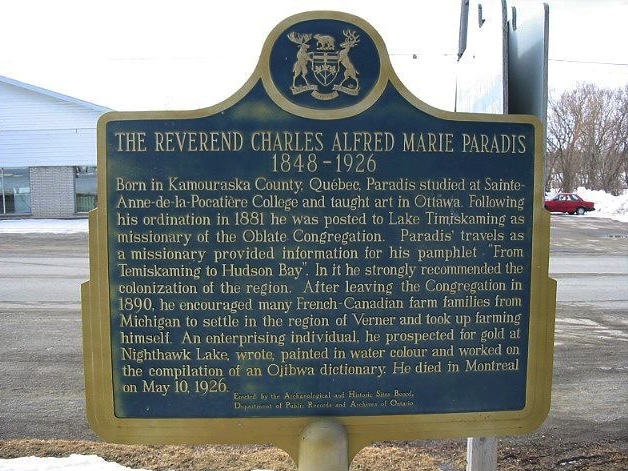 THE REVEREND CHARLES ALFRED MARIE PARADIS
1848-1926
Born in Kamouraska County, Québec, Paradis studied at Sainte-
Anne-de-la-Pocatière College and taught art in Ottawa. Following
his ordination in 1881 he was posted to Lake Timiskaming as
missionary of the Oblate Congregation. Paradis' travels as
a missionary provided information for his pamphlet "From
Temiskaming to Hudson Bay". In it he strongly recommended the
colonization of the region. After leaving the Congregation in
1890, he encouraged many French-Canadian farm families from
Michigan to settle in the region of Verner and took up farming
himself. An enterprising individual, he prospected for gold at
Nighthawk Lake, wrote, painted in water colour and worked on
the compilation of an Ojibwa dictionary. He died in Montreal
on May 10, 1926.
Erected by the Archaeological and Historic Sites Board,
Department of Public Records and Archives of Ontario